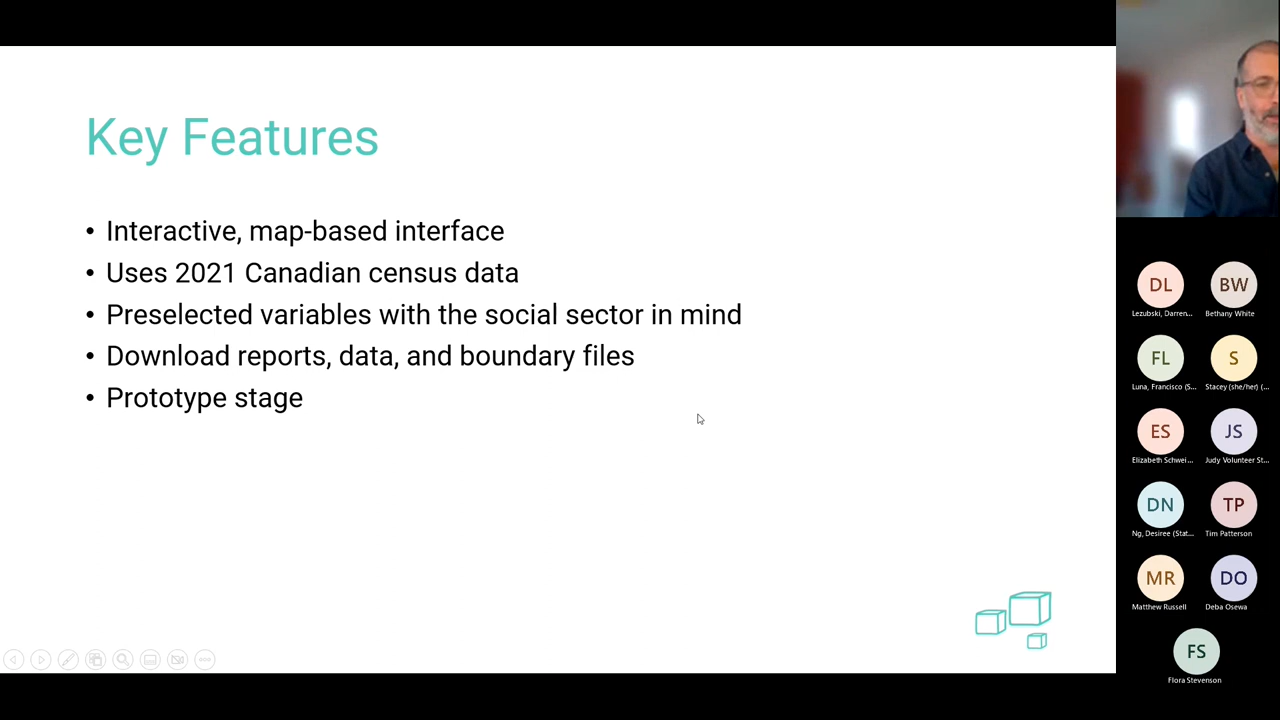 Key Features
• Interactive, map-based interface
• Uses 2021 Canadian census data
• Preselected variables with the social sector in mind
• Download reports, data, and boundary files
• Prototype stage
DL
BW
Lezubski, Darren...
Bethany White
FL
S
Luna, Francisco (S...
Stacey (she/her) (...
ES
JS
Elizabeth Schwei...
Judy Volunteer St...
DN
TP
Ng, Desiree (Stat...
Tim Patterson
MR
DO
Matthew Russell
Deba Osewa
FS
Flora Stevenson